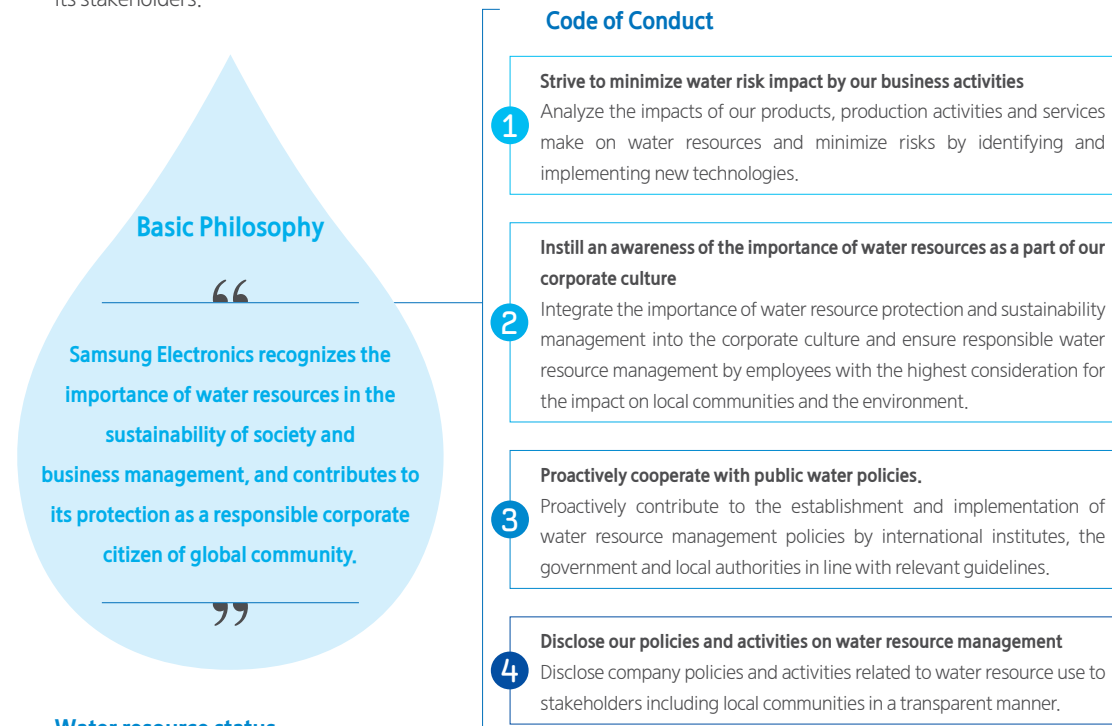 its stakeholders.
Basic Philosophy
“
Samsung Electronics recognizes the
importance of water resources in the
sustainability of society and
business management, and contributes to
its protection as a responsible corporate
citizen of global community.
”
Code of Conduct
1
Strive to minimize water risk impact by our business activities
Analyze the impacts of our products, production activities and services
make on water resources and minimize risks by identifying and
implementing new technologies.
2
Instill an awareness of the importance of water resources as a part of our
corporate culture
Integrate the importance of water resource protection and sustainability
management into the corporate culture and ensure responsible water
resource management by employees with the highest consideration for
the impact on local communities and the environment.
3
Proactively cooperate with public water policies.
Proactively contribute to the establishment and implementation of
water resource management policies by international institutes, the
government and local authorities in line with relevant guidelines.
4
Disclose our policies and activities on water resource management
Disclose company policies and activities related to water resource use to
stakeholders including local communities in a transparent manner.
Water resource status